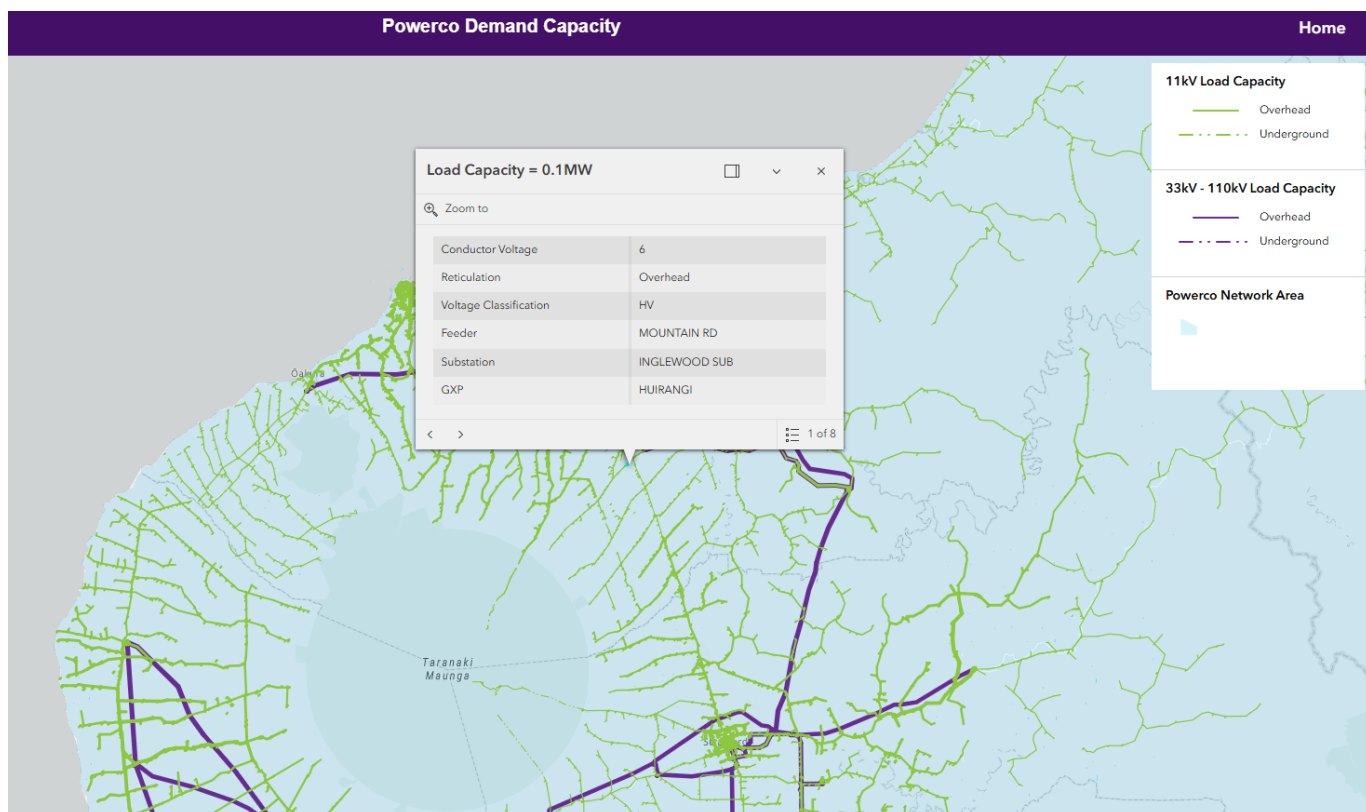 Powerco Demand Capacity
Home
11kV Load Capacity
Overhead
Underground
33kV - 110kV Load Capacity
Overhead
Underground
Powerco Network Area
Load Capacity = 0.1MW
Zoom to
Conductor Voltage 6
Reticulation Overhead
Voltage Classification HV
Feeder MOUNTAIN RD
Substation INGLEWOOD SUB
GXP HUIRANGI
1 of 8
Taranaki
Maunga